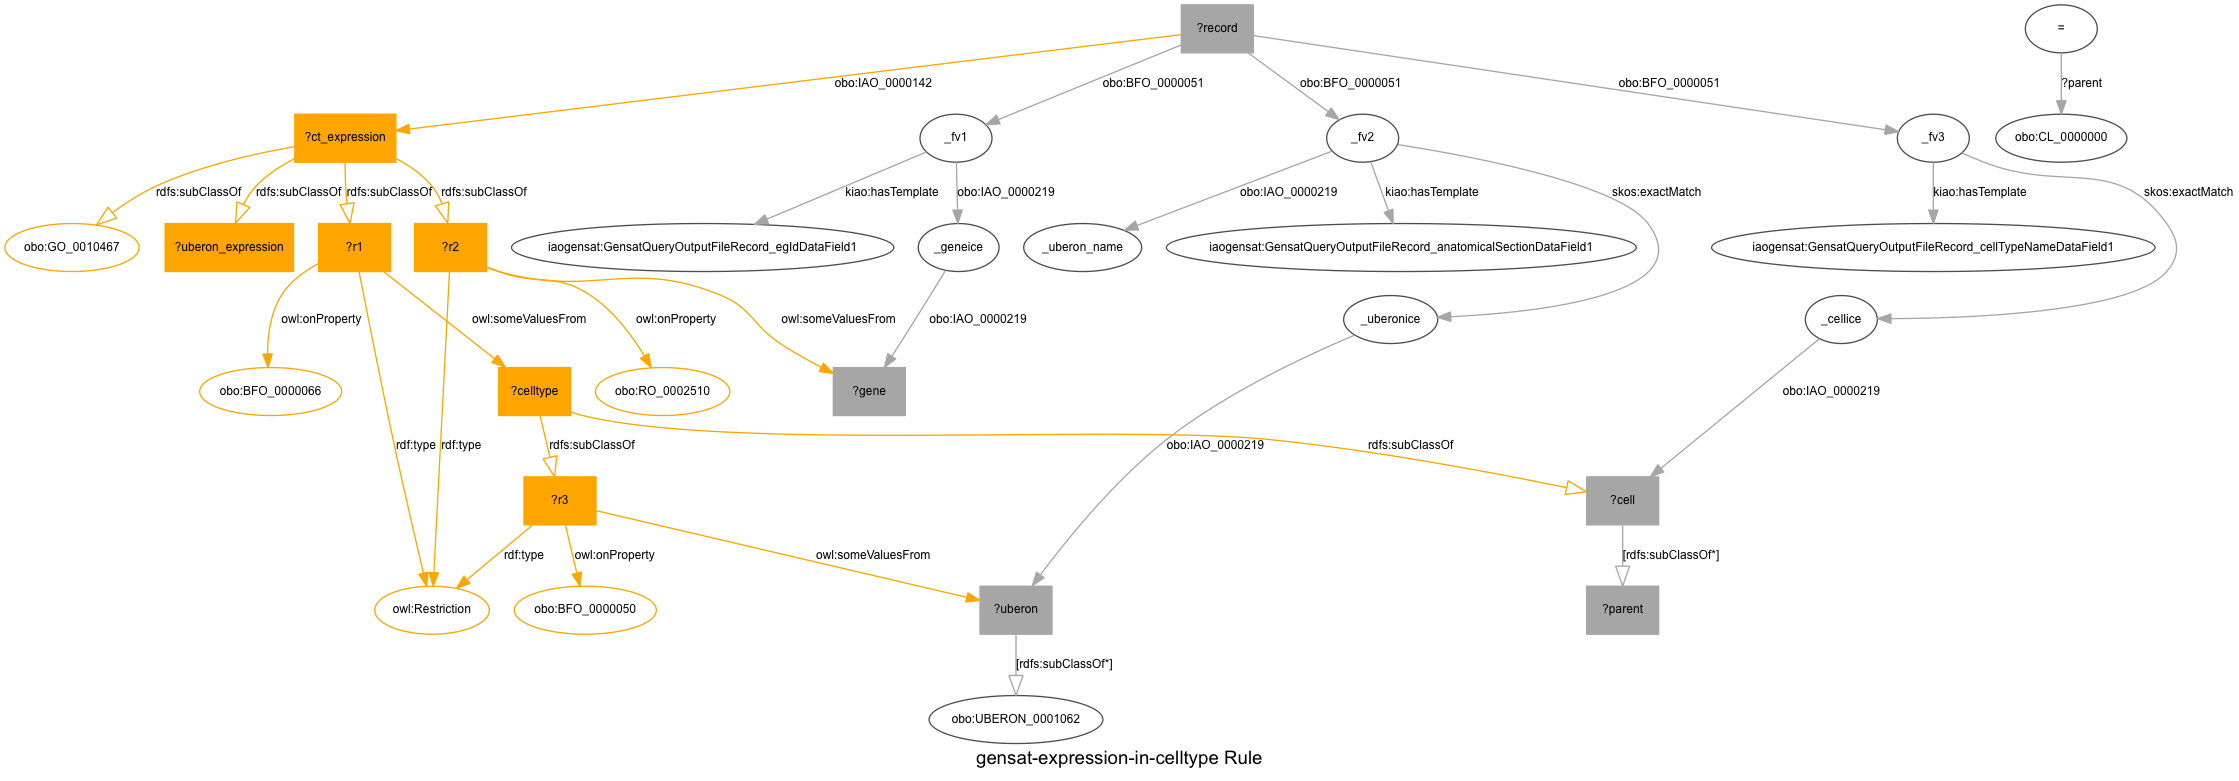 ?record
=
obo:IAO_0000142
obo:BFO_0000051
obo:BFO_0000051
obo:BFO_0000051
?parent
?ct_expression
_fv1
_fv2
_fv3
obo:CL_0000000
rdfs:subClassOf
rdfs:subClassOf
rdfs:subClassOf
rdfs:subClassOf
kiao:hasTemplate
obo:IAO_0000219
obo:IAO_0000219
kiao:hasTemplate
skos:exactMatch
kiao:hasTemplate
skos:exactMatch
obo:GO_0010467
?uberon_expression
?r1
?r2
iaogensat:GensatQueryOutputFileRecord_egIdDataField1
_geneice
_uberon_name
iaogensat:GensatQueryOutputFileRecord_anatomicalSectionDataField1
iaogensat:GensatQueryOutputFileRecord_cellTypeNameDataField1
owl:onProperty
owl:someValuesFrom
owl:onProperty
owl:someValuesFrom
obo:IAO_0000219
_uberonice
_cellice
obo:BFO_0000066
?celltype
obo:RO_0002510
?gene
obo:IAO_0000219
rdf:type
rdf:type
rdfs:subClassOf
obo:IAO_0000219
rdfs:subClassOf
?r3
?cell
rdf:type
owl:onProperty
owl:someValuesFrom
[rdfs:subClassOf*]
owl:Restriction
obo:BFO_0000050
?uberon
?parent
[rdfs:subClassOf*]
obo:UBERON_0001062
gensat-expression-in-celltype Rule